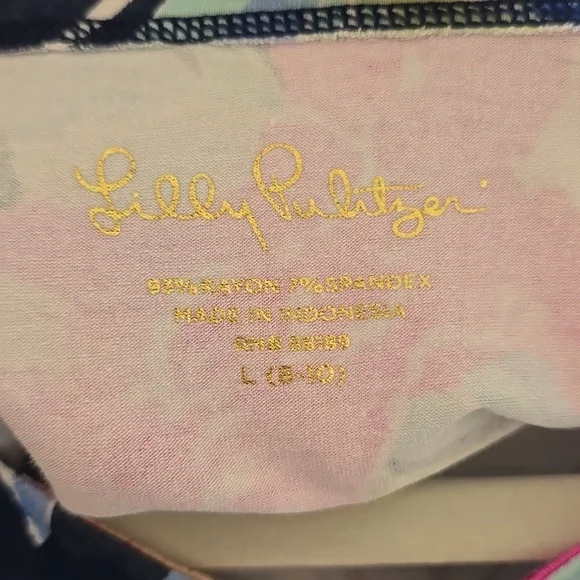 Lilly Pulitzer
93% RAYON 7% SPANDEX
MADE IN INDONESIA
L (8-10)